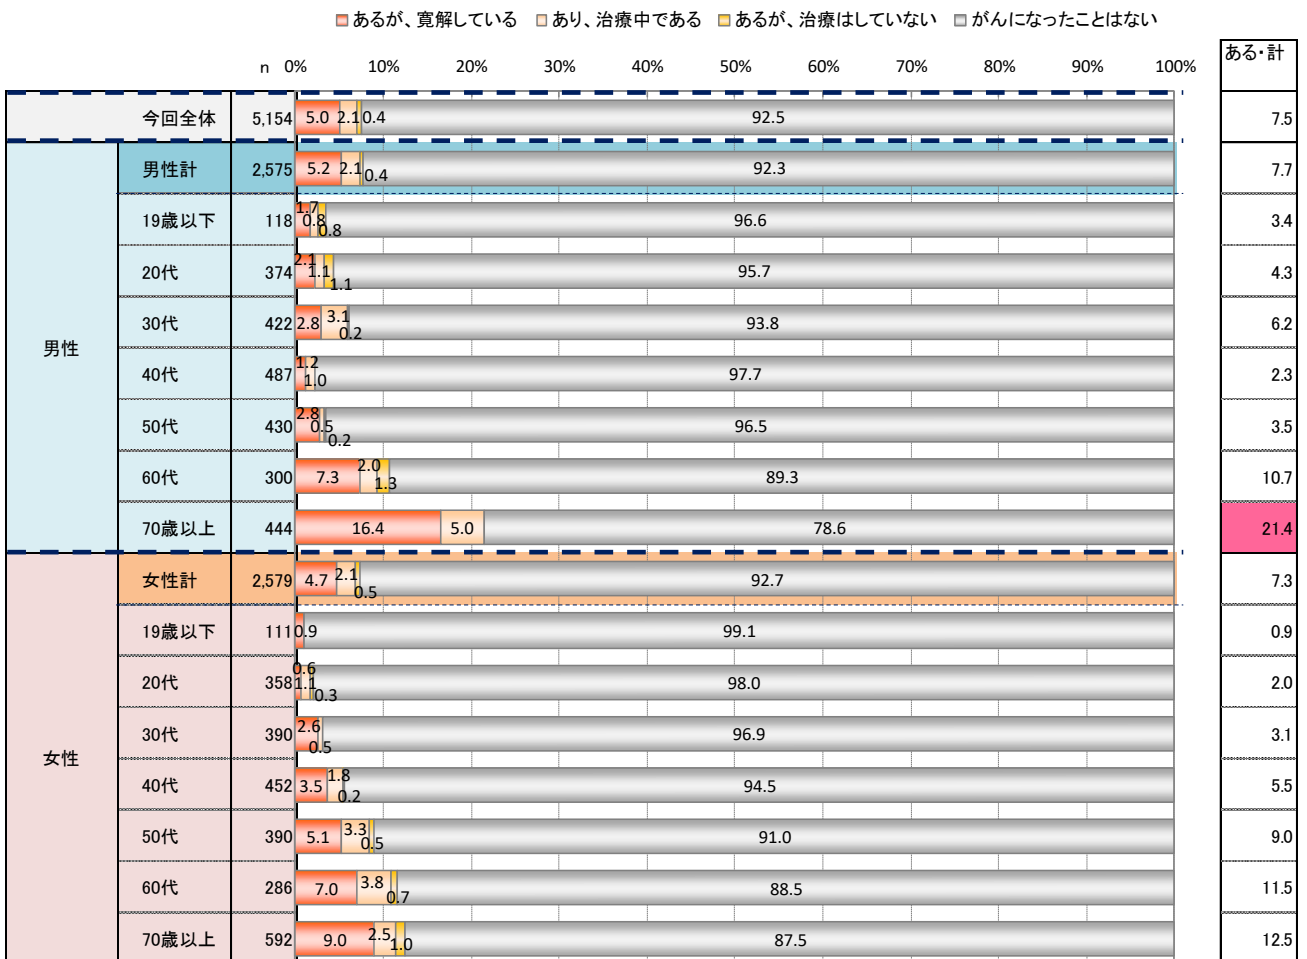 あるが、寛解している あり、治療中である あるが、治療はしていない がんになったことはない
ある・計
n 0% 10% 20% 30% 40% 50% 60% 70% 80% 90% 100%
今回全体 5,154 5.0 2.1 0.4 92.5 7.5
男性
男性計 2,575 5.2 2.1 0.4 92.3 7.7
19歳以下 118 1.7 0.8 0.8 96.6 3.4
20代 374 2.1 1.1 1.1 95.7 4.3
30代 422 2.8 3.1 0.2 93.8 6.2
40代 487 1.2 1.0 97.7 2.3
50代 430 2.8 0.5 0.2 96.5 3.5
60代 300 7.3 2.0 1.3 89.3 10.7
70歳以上 444 16.4 5.0 78.6 21.4
女性
女性計 2,579 4.7 2.1 0.5 92.7 7.3
19歳以下 111 0.9 99.1 0.9
20代 358 0.6 1.1 0.3 98.0 2.0
30代 390 2.6 0.5 96.9 3.1
40代 452 3.5 1.8 0.2 94.5 5.5
50代 390 5.1 3.3 0.5 91.0 9.0
60代 286 7.0 3.8 0.7 88.5 11.5
70歳以上 592 9.0 2.5 1.0 87.5 12.5